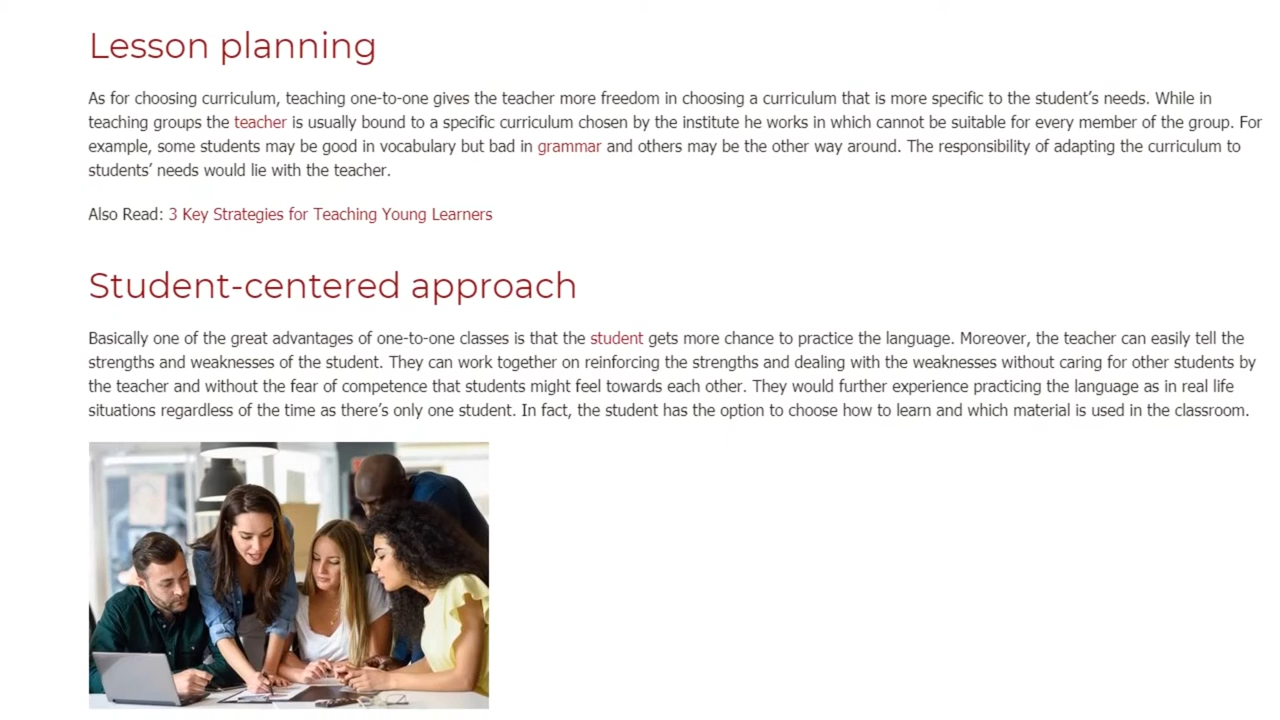 Lesson planning
As for choosing curriculum, teaching one-to-one gives the teacher more freedom in choosing a curriculum that is more specific to the student’s needs. While in
teaching groups the teacher is usually bound to a specific curriculum chosen by the institute he works in which cannot be suitable for every member of the group. For
example, some students may be good in vocabulary but bad in grammar and others may be the other way around. The responsibility of adapting the curriculum to
students’ needs would lie with the teacher.
Also Read: 3 Key Strategies for Teaching Young Learners
Student-centered approach
Basically one of the great advantages of one-to-one classes is that the student gets more chance to practice the language. Moreover, the teacher can easily tell the
strengths and weaknesses of the student. They can work together on reinforcing the strengths and dealing with the weaknesses without caring for other students by
the teacher and without the fear of competence that students might feel towards each other. They would further experience practicing the language as in real life
situations regardless of the time as there’s only one student. In fact, the student has the option to choose how to learn and which material is used in the classroom.